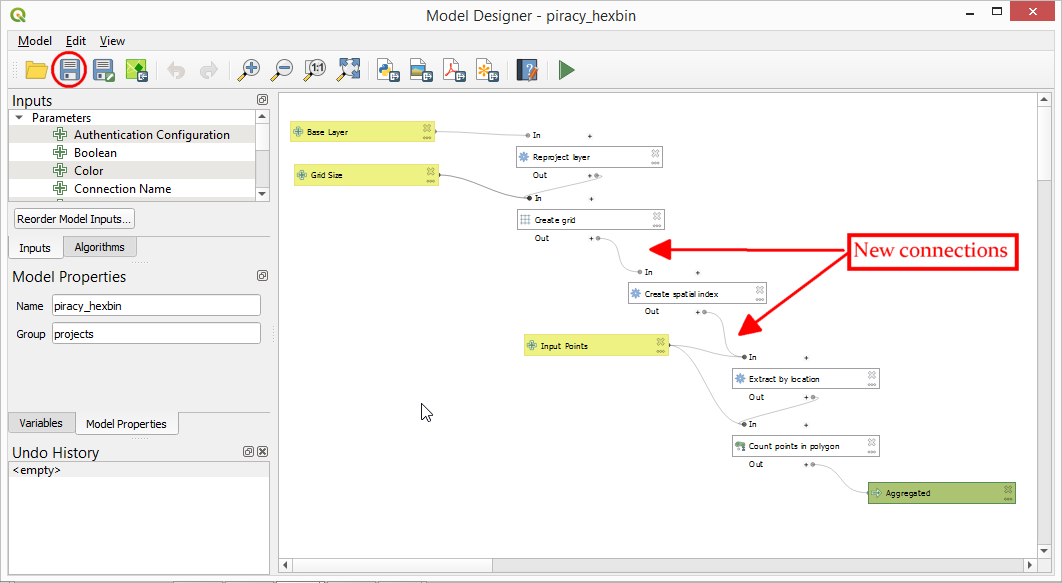 Model Designer - piracy_hexbin
Model Edit View
1:1
Inputs
Parameters
Authentication Configuration
Boolean
Color
Connection Name
Reorder Model Inputs...
Inputs Algorithms
Model Properties
Name piracy_hexbin
Group projects
Variables Model Properties
Undo History
<empty>
Base Layer
In
Reproject layer
Out
Grid Size
In
Create grid
Out
New connections
In
Create spatial index
Out
Input Points
In
Extract by location
Out
In
Count points in polygon
Out
Aggregated